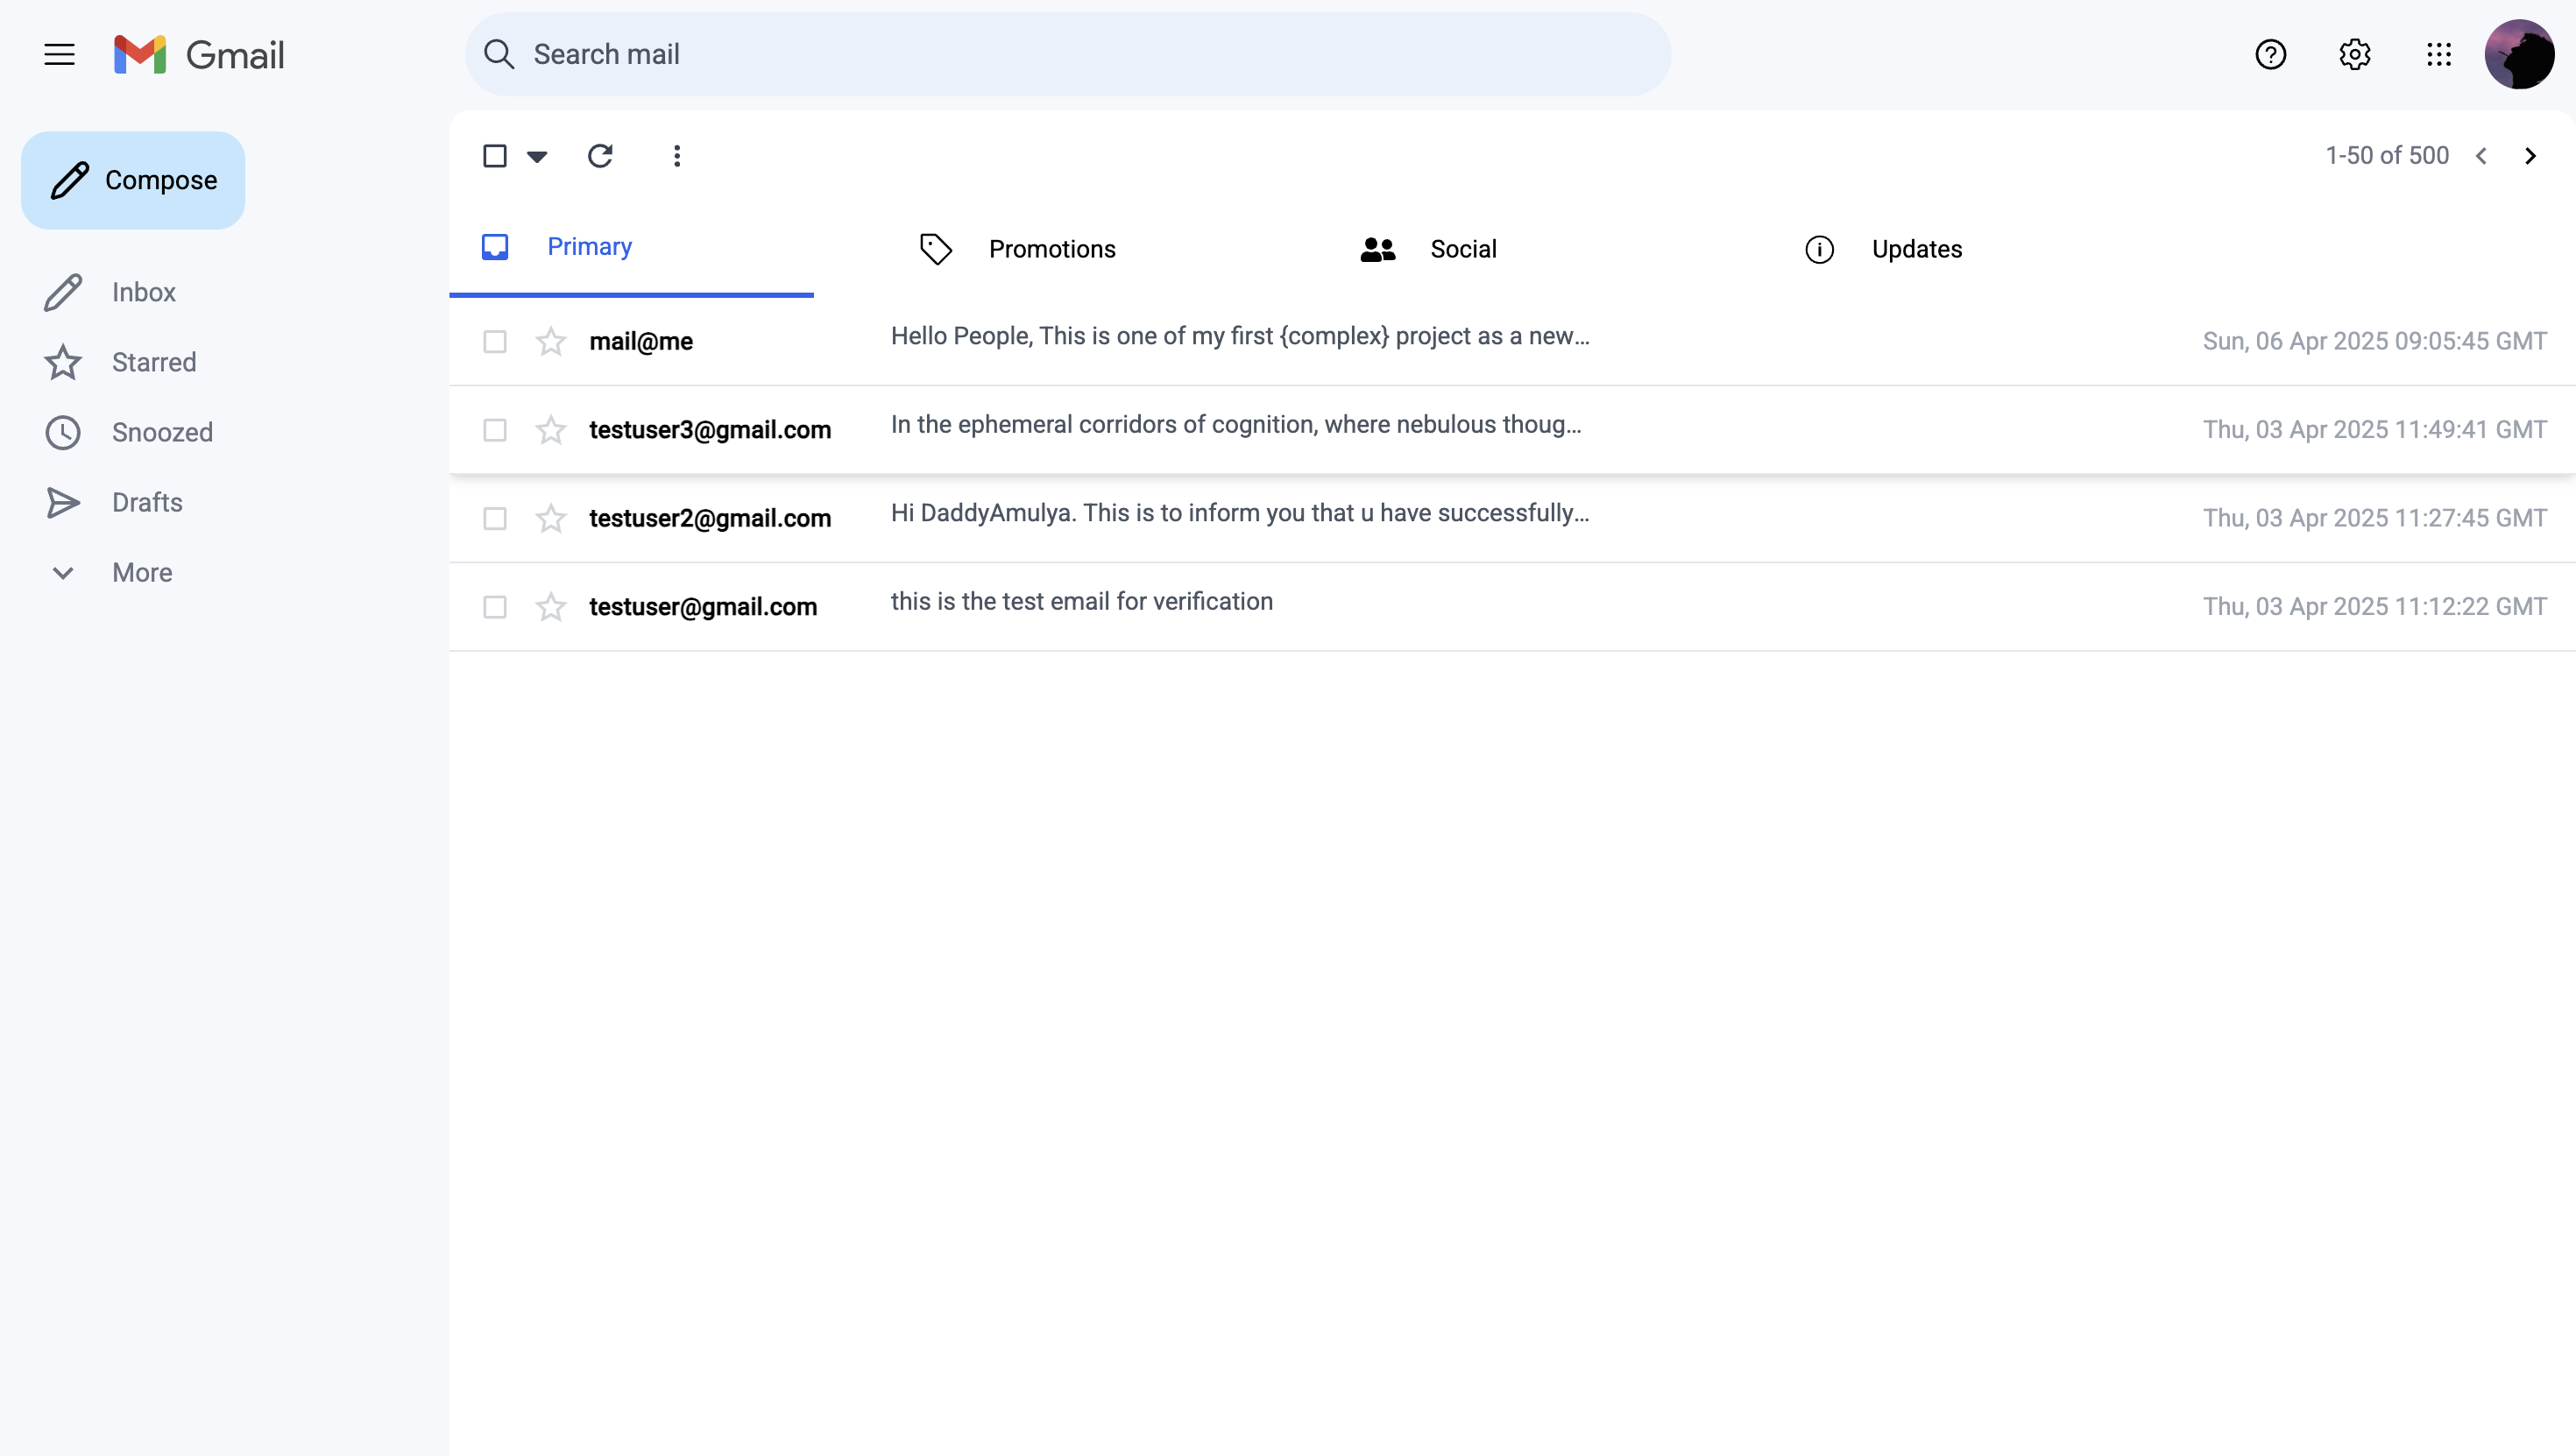 Gmail
Search mail
Compose
1-50 of 500
Inbox
Starred
Snoozed
Drafts
More
Primary
Promotions
Social
Updates
mail@me Hello People, This is one of my first {complex} project as a new... Sun, 06 Apr 2025 09:05:45 GMT
testuser3@gmail.com In the ephemeral corridors of cognition, where nebulous thoug... Thu, 03 Apr 2025 11:49:41 GMT
testuser2@gmail.com Hi DaddyAmulya. This is to inform you that u have successfully... Thu, 03 Apr 2025 11:27:45 GMT
testuser@gmail.com this is the test email for verification Thu, 03 Apr 2025 11:12:22 GMT